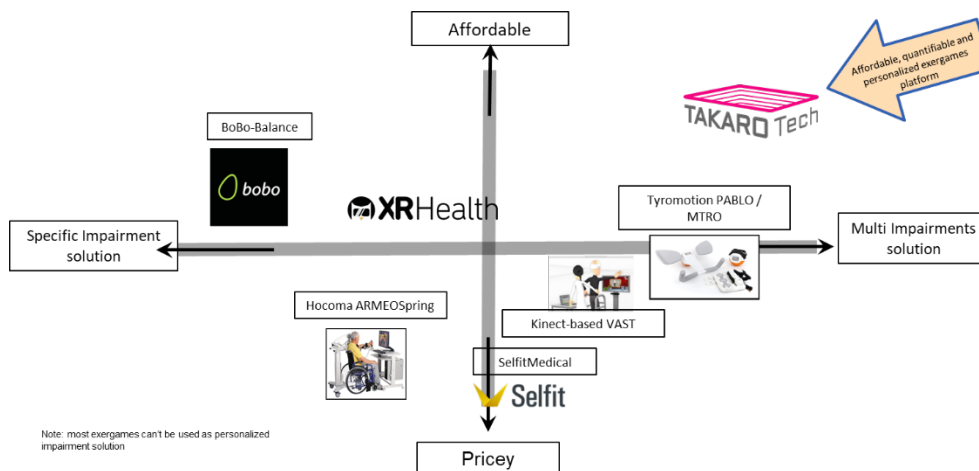 Affordable
Affordable, quantifiable and
personalized exergames
platform
TAKARO Tech
BoBo-Balance
bobo
XRHealth
Tyromotion PABLO /
MTRO
Specific Impairment
solution
Multi Impairments
solution
Hocoma ARMEOSpring
Kinect-based VAST
SelfitMedical
Selfit
Note: most exergames can't be used as personalized
impairment solution
Pricey